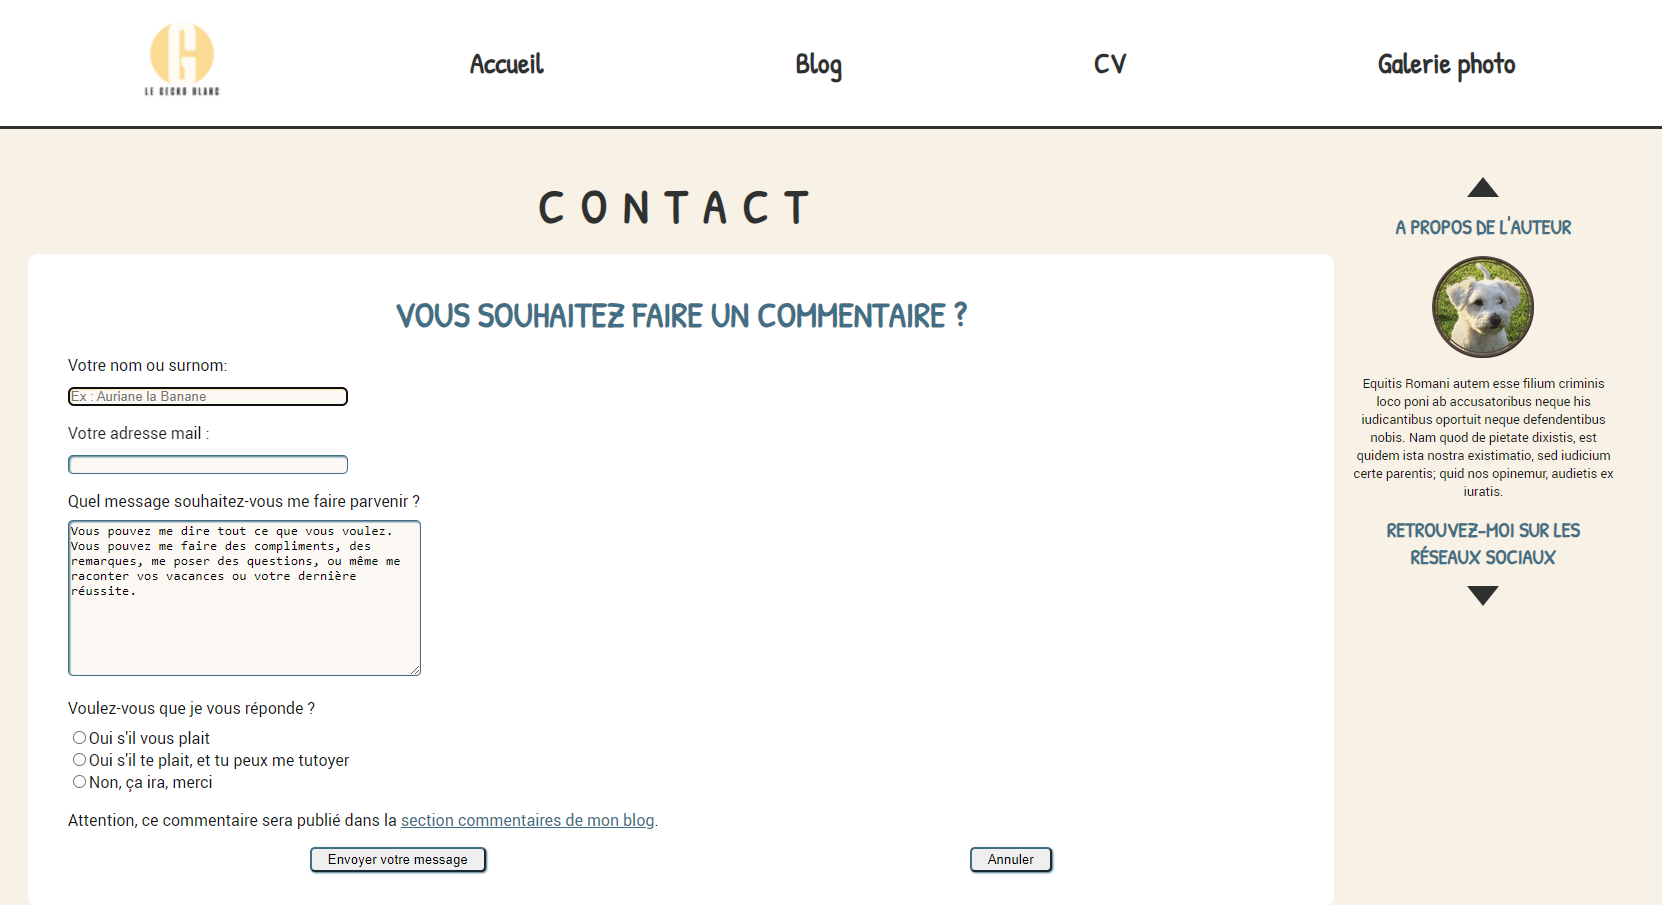 G
LE GECKO BLANC
Accueil
Blog
CV
Galerie photo
CONTACT
VOUS SOUHAITEZ FAIRE UN COMMENTAIRE ?
Votre nom ou surnom:
Ex : Auriane la Banane
Votre adresse mail :
Quel message souhaitez-vous me faire parvenir ?
Vous pouvez me dire tout ce que vous voulez.
Vous pouvez me faire des compliments, des
remarques, me poser des questions, ou même me
raconter vos vacances ou votre dernière
réussite.
Voulez-vous que je vous réponde ?
Oui s'il vous plait
Oui s'il te plait, et tu peux me tutoyer
Non, ça ira, merci
Attention, ce commentaire sera publié dans la section commentaires de mon blog.
Envoyer votre message
Annuler
A PROPOS DE L'AUTEUR
Equitis Romani autem esse filium criminis
loco poni ab accusatoribus neque his
iudicantibus oportuit neque defendentibus
nobis. Nam quod de pietate dixistis, est
quidem ista nostra existimatio, sed iudicium
certe parentis; quid nos opinemur, audietis ex
iuratis.
RETROUVEZ-MOI SUR LES
RÉSEAUX SOCIAUX